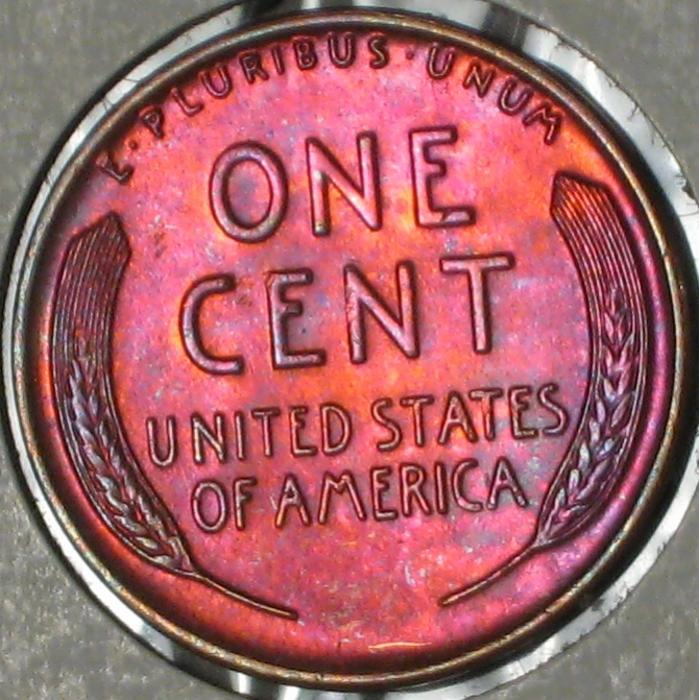 E·PLURIBUS·UNUM
ONE
CENT
UNITED STATES
OF AMERICA